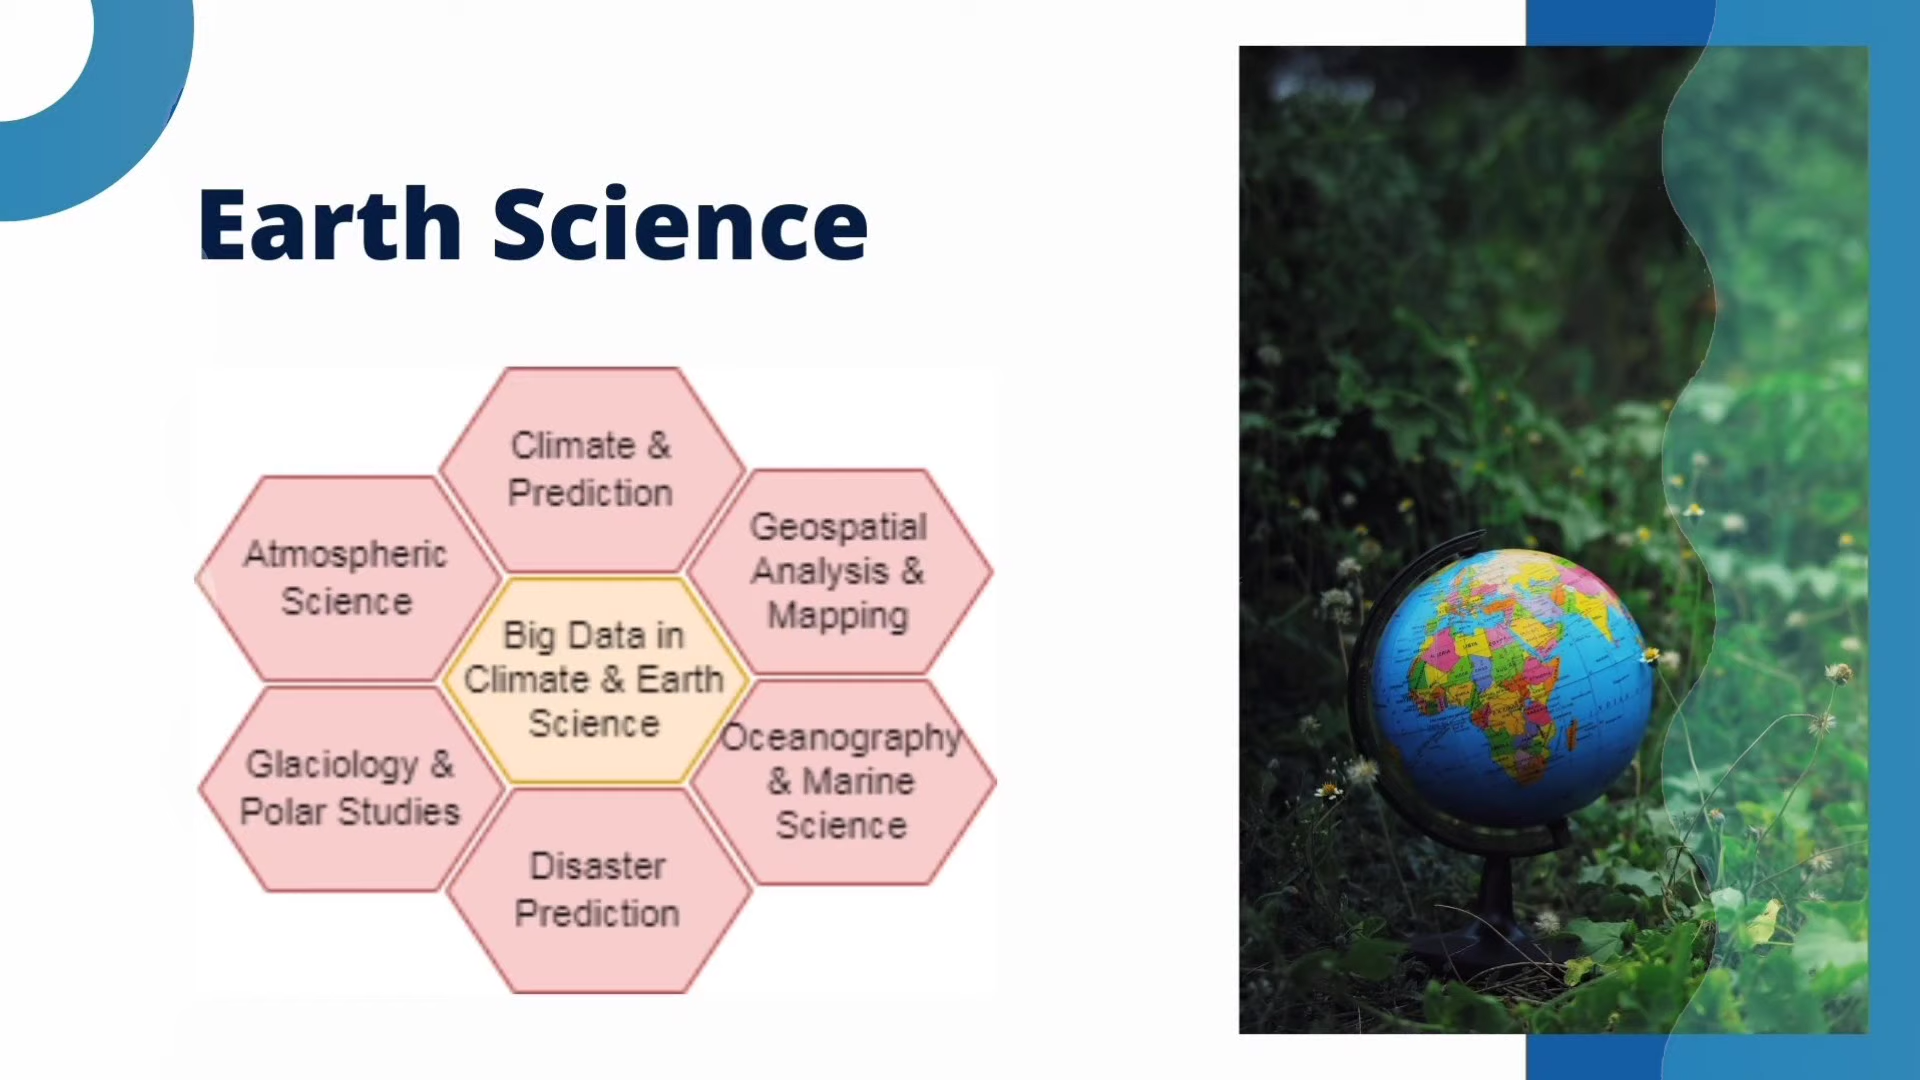 Earth Science
Climate &
Prediction
Atmospheric
Science
Geospatial
Analysis &
Mapping
Big Data in
Climate & Earth
Science
Glaciology &
Polar Studies
Oceanography
& Marine
Science
Disaster
Prediction